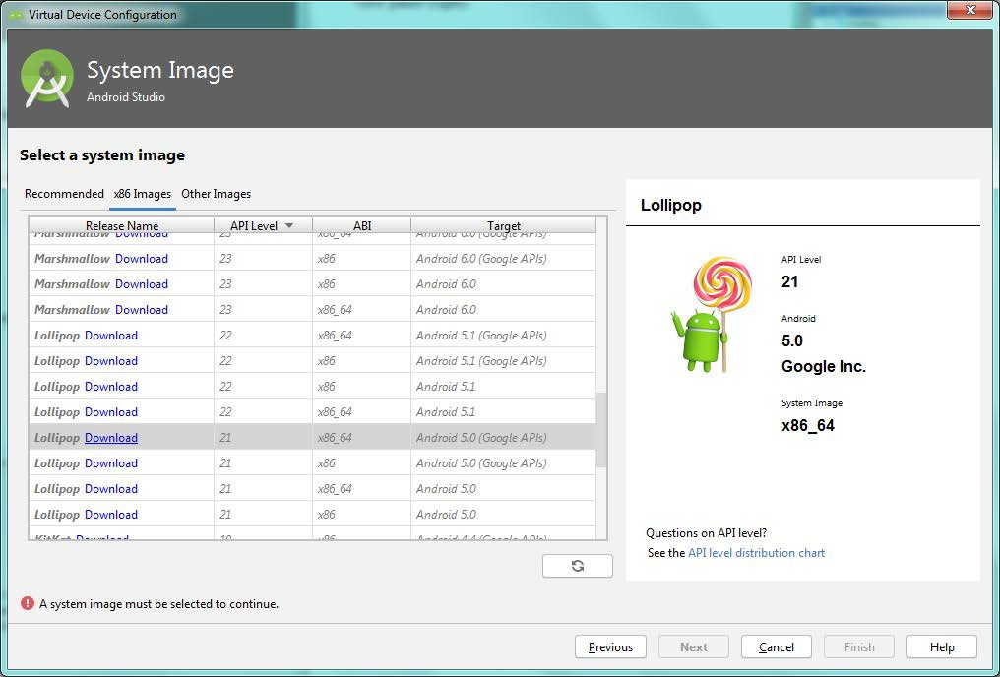 Virtual Device Configuration
System Image
Android Studio
Select a system image
Recommended x86 Images Other Images
Release Name API Level ABI Target
Marshmallow Download 23 x86_64 Android 6.0 (Google APIs)
Marshmallow Download 23 x86 Android 6.0 (Google APIs)
Marshmallow Download 23 x86 Android 6.0
Marshmallow Download 23 x86_64 Android 6.0
Lollipop Download 22 x86_64 Android 5.1 (Google APIs)
Lollipop Download 22 x86 Android 5.1 (Google APIs)
Lollipop Download 22 x86 Android 5.1
Lollipop Download 22 x86_64 Android 5.1
Lollipop Download 21 x86_64 Android 5.0 (Google APIs)
Lollipop Download 21 x86 Android 5.0 (Google APIs)
Lollipop Download 21 x86_64 Android 5.0
Lollipop Download 21 x86 Android 5.0
KitKat Download 19 x86 Android 4.4 (Google APIs)
Lollipop
API Level
21
Android
5.0
Google Inc.
System Image
x86_64
Questions on API level?
See the API level distribution chart
A system image must be selected to continue.
Previous Next Cancel Finish Help